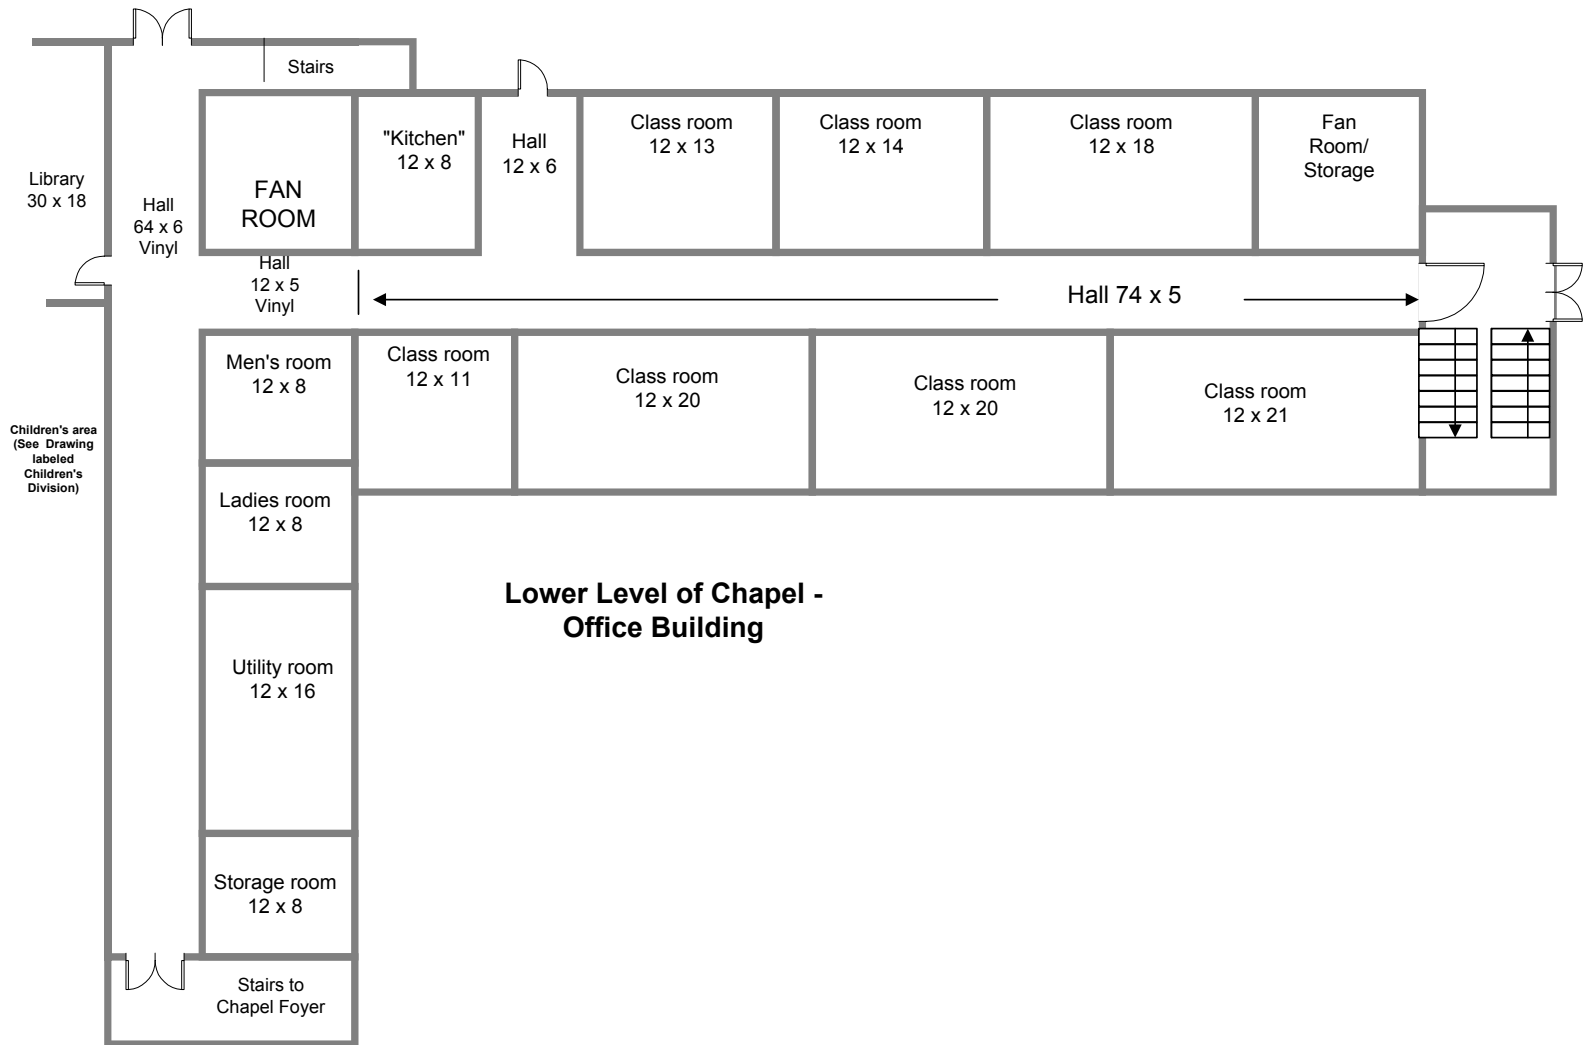 Stairs
"Kitchen"
12 x 8
Hall
12 x 6
Class room
12 x 13
Class room
12 x 14
Class room
12 x 18
Fan
Room/
Storage
Library
30 x 18
Hall
64 x 6
Vinyl
FAN
ROOM
Hall
12 x 5
Vinyl
Hall 74 x 5
Men's room
12 x 8
Class room
12 x 11
Class room
12 x 20
Class room
12 x 20
Class room
12 x 21
Children's area
(See Drawing
labeled
Children's
Division)
Ladies room
12 x 8
Lower Level of Chapel -
Office Building
Utility room
12 x 16
Storage room
12 x 8
Stairs to
Chapel Foyer